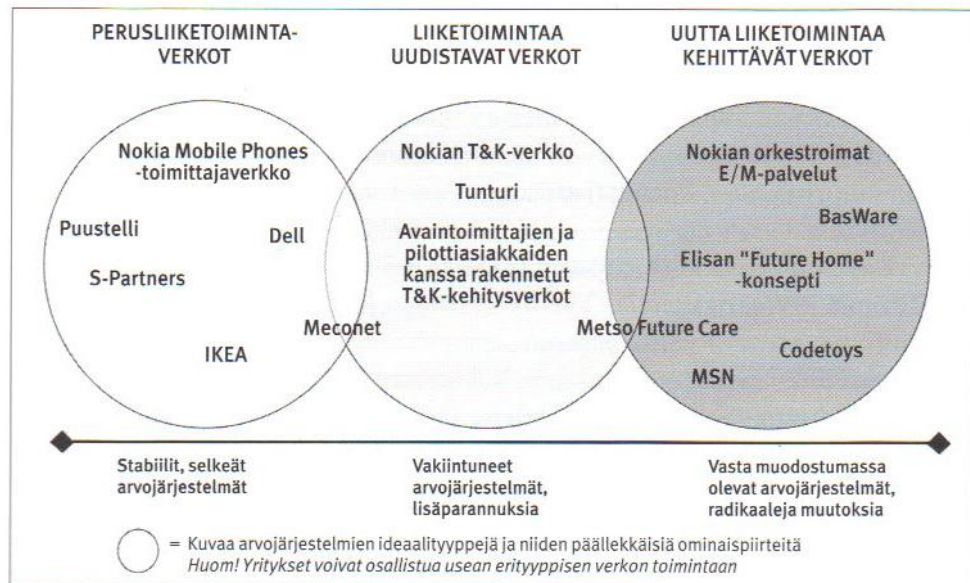 PERUSLIIKETOIMINTA-
VERKOT
LIIKETOIMINTAA
UUDISTAVAT VERKOT
UUTTA LIIKETOIMINTAA
KEHITTÄVÄT VERKOT
Nokia Mobile Phones
-toimittajaverkko
Puustelli
Dell
S-Partners
Meconet
IKEA
Nokian T&K-verkko
Tunturi
Avaintoimittajien ja
pilottiasiakkaiden
kanssa rakennetut
T&K-kehitysverkot
Nokian orkestroimat
E/M-palvelut
BasWare
Elisan "Future Home"
-konsepti
Metso Future Care
Codetoys
MSN
Stabiilit, selkeät
arvojärjestelmät
Vakiintuneet
arvojärjestelmät,
lisäparannuksia
Vasta muodostumassa
olevat arvojärjestelmät,
radikaaleja muutoksia
= Kuvaa arvojärjestelmien ideaalityyppejä ja niiden päällekkäisiä ominaispiirteitä
Huom! Yritykset voivat osallistua usean erityyppisen verkon toimintaan